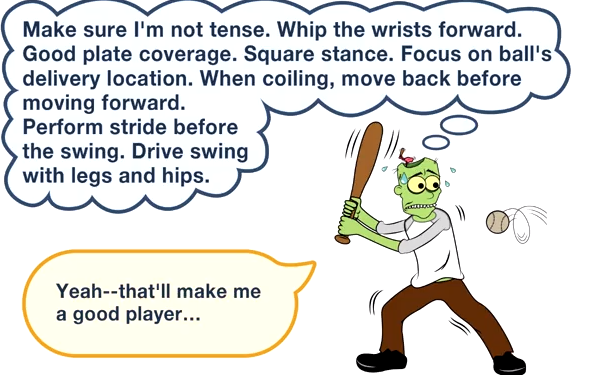 Make sure I'm not tense. Whip the wrists forward.
Good plate coverage. Square stance. Focus on ball's
delivery location. When coiling, move back before
moving forward.
Perform stride before
the swing. Drive swing
with legs and hips.
Yeah--that'll make me
a good player...